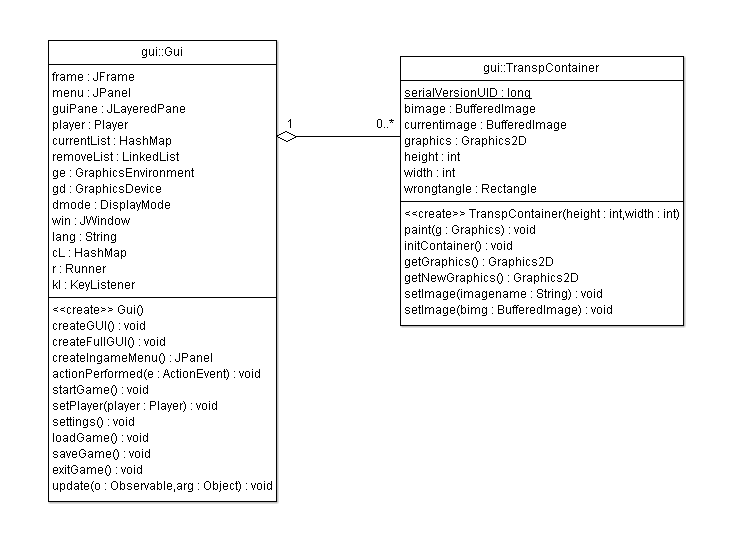 gui::Gui
frame : JFrame
menu : JPanel
guiPane : JLayeredPane
player : Player
currentList : HashMap
removeList : LinkedList
ge : GraphicsEnvironment
gd : GraphicsDevice
dmode : DisplayMode
win : JWindow
lang : String
cL : HashMap
r : Runner
kl : KeyListener
<<create>> Gui()
createGUI() : void
createFullGUI() : void
createIngameMenu() : JPanel
actionPerformed(e : ActionEvent) : void
startGame() : void
setPlayer(player : Player) : void
settings() : void
loadGame() : void
saveGame() : void
exitGame() : void
update(o : Observable,arg : Object) : void
1
0..*
gui::TranspContainer
serialVersionUID : long
bimage : BufferedImage
currentimage : BufferedImage
graphics : Graphics2D
height : int
width : int
wrongtangle : Rectangle
<<create>> TranspContainer(height : int,width : int)
paint(g : Graphics) : void
initContainer() : void
getGraphics() : Graphics2D
getNewGraphics() : Graphics2D
setImage(imagename : String) : void
setImage(bimg : BufferedImage) : void